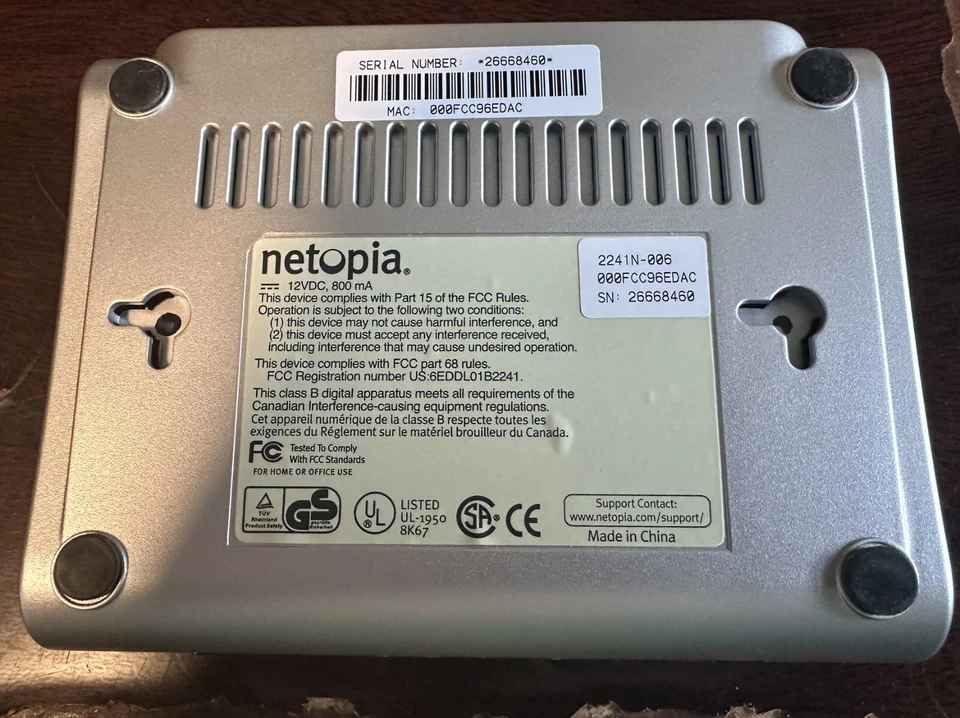 SERIAL NUMBER: *26668460*
MAC: 000FCC96EDAC
netopia®
12VDC, 800 mA
2241N-006
000FCC96EDAC
SN: 26668460
This device complies with Part 15 of the FCC Rules.
Operation is subject to the following two conditions:
(1) this device may not cause harmful interference, and
(2) this device must accept any interference received,
including interference that may cause undesired operation.
This device complies with FCC part 68 rules.
FCC Registration number US:6EDDL01B2241.
This class B digital apparatus meets all requirements of the
Canadian Interference-causing equipment regulations.
Cet appareil numérique de la classe B respecte toutes les
exigences du Réglement sur le matériel brouilleur du Canada.
FC Tested To Comply
With FCC Standards
FOR HOME OR OFFICE USE
TÜV
Rheinland
Product Safety
GS
geprüfte
Sicherheit
UL®
LISTED
UL-1950
8K67
SA®
CE
Support Contact:
www.netopia.com/support/
Made in China